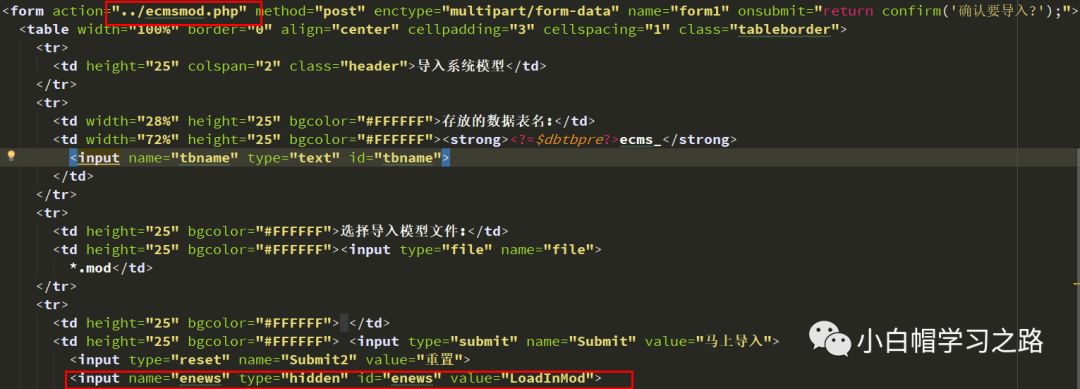 <form action="../ecmsmod.php" method="post" enctype="multipart/form-data" name="form1" onsubmit="return confirm('确认要导入?');">
<table width="100%" border="0" align="center" cellpadding="3" cellspacing="1" class="tableborder">
<tr>
<td height="25" colspan="2" class="header">导入系统模型</td>
</tr>
<tr>
<td width="28%" height="25" bgcolor="#FFFFFF">存放的数据表名:</td>
<td width="72%" height="25" bgcolor="#FFFFFF"><strong><?=$dbtbpre?>ecms_</strong>
<input name="tbname" type="text" id="tbname">
</td>
</tr>
<tr>
<td height="25" bgcolor="#FFFFFF">选择导入模型文件:</td>
<td height="25" bgcolor="#FFFFFF"><input type="file" name="file">
*.mod</td>
</tr>
<tr>
<td height="25" bgcolor="#FFFFFF"> </td>
<td height="25" bgcolor="#FFFFFF"> <input type="submit" name="Submit" value="马上导入">
<input type="reset" name="Submit2" value="重置">
<input name="enews" type="hidden" id="enews" value="LoadInMod">
小白帽学习之路